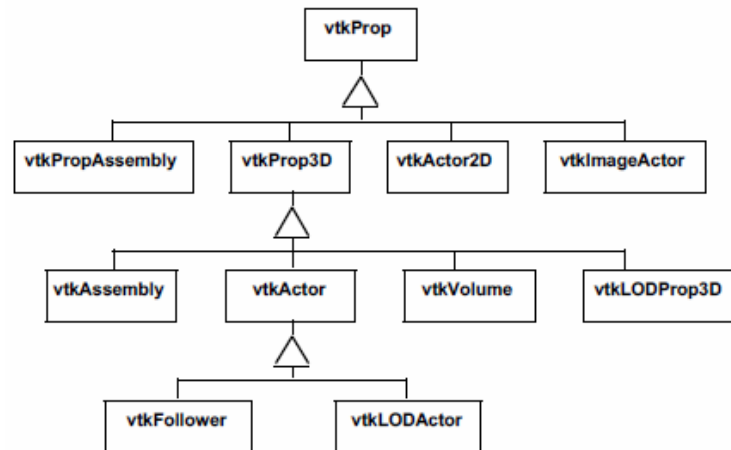 vtkProp
vtkPropAssembly vtkProp3D vtkActor2D vtkImageActor
vtkAssembly vtkActor vtkVolume vtkLODProp3D
vtkFollower vtkLODActor